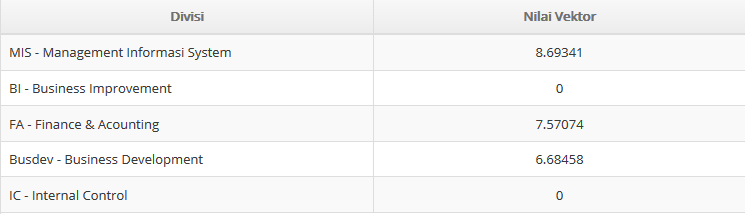 Divisi Nilai Vektor
MIS - Management Informasi System 8.69341
BI - Business Improvement 0
FA - Finance & Acounting 7.57074
Busdev - Business Development 6.68458
IC - Internal Control 0